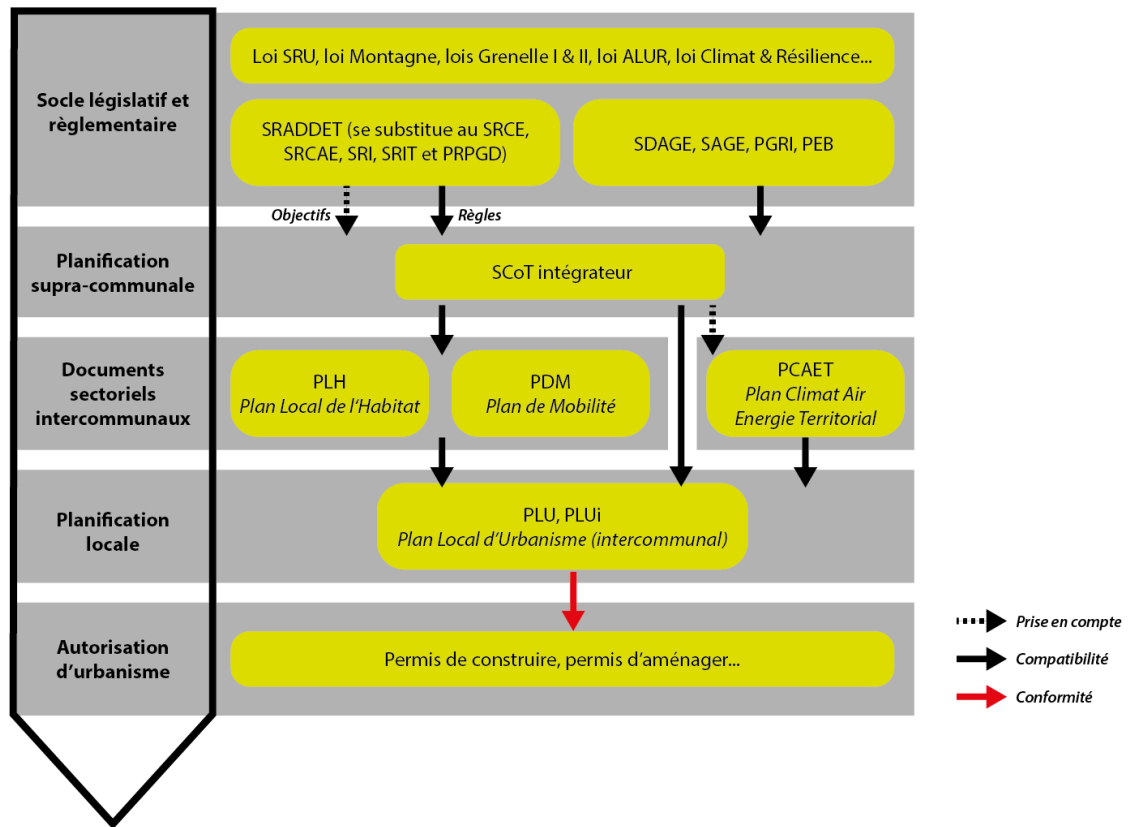 Socle législatif et
règlementaire
Loi SRU, loi Montagne, lois Grenelle I & II, loi ALUR, loi Climat & Résilience...
SRADDET (se substitue au SRCE,
SRCAE, SRI, SRIT et PRPGD)
SDAGE, SAGE, PGRI, PEB
Objectifs
Règles
Planification
supra-communale
SCoT intégrateur
Documents
sectoriels
intercommunaux
PLH
Plan Local de l'Habitat
PDM
Plan de Mobilité
PCAET
Plan Climat Air
Energie Territorial
Planification
locale
PLU, PLUi
Plan Local d'Urbanisme (intercommunal)
Autorisation
d'urbanisme
Permis de construire, permis d'aménager...
Prise en compte
Compatibilité
Conformité